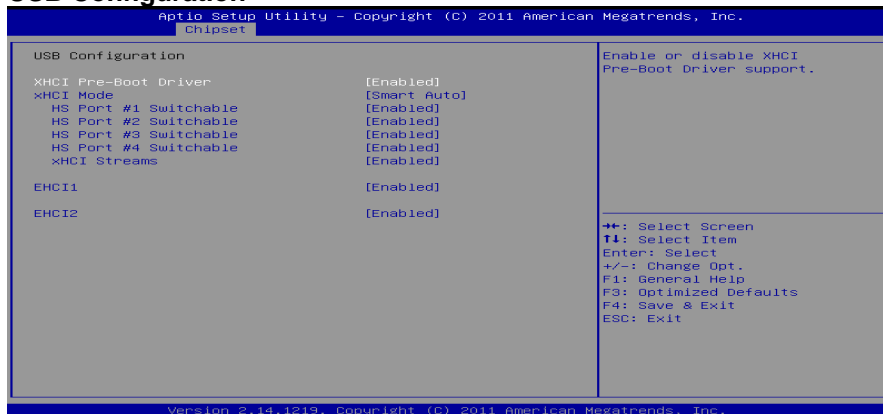 USB Configuration
Aptio Setup Utility - Copyright (C) 2011 American Megatrends, Inc.
Chipset
USB Configuration
XHCI Pre-Boot Driver [Enabled]
xHCI Mode [Smart Auto]
HS Port #1 Switchable [Enabled]
HS Port #2 Switchable [Enabled]
HS Port #3 Switchable [Enabled]
HS Port #4 Switchable [Enabled]
xHCI Streams [Enabled]
EHCI1 [Enabled]
EHCI2 [Enabled]
Enable or disable XHCI
Pre-Boot Driver support.
→←: Select Screen
↑↓: Select Item
Enter: Select
+/-: Change Opt.
F1: General Help
F3: Optimized Defaults
F4: Save & Exit
ESC: Exit
Version 2.14.1219. Copyright (C) 2011 American Megatrends, Inc.